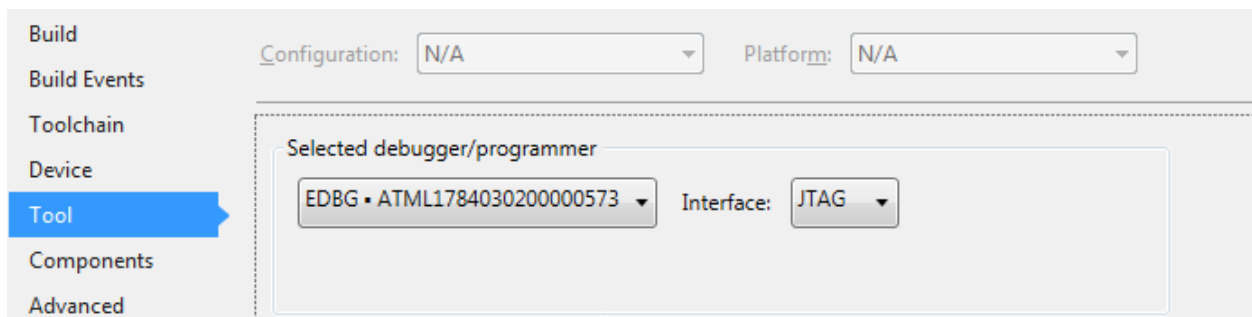 Build
Build Events
Toolchain
Device
Tool
Components
Advanced
Configuration: N/A Platform: N/A
Selected debugger/programmer
EDBG ▪ ATML1784030200000573 Interface: JTAG